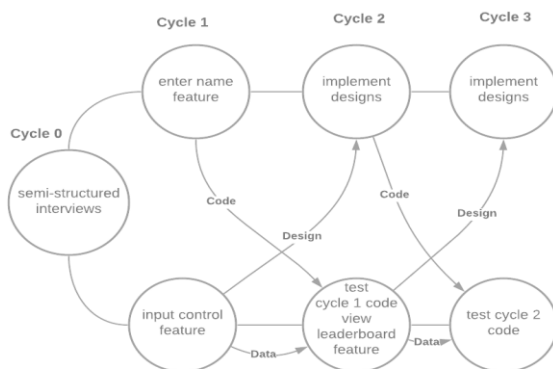 Cycle 1
Cycle 2
Cycle 3
enter name
feature
implement
designs
implement
designs
Cycle 0
semi-structured
interviews
Code
Design
Code
Design
input control
feature
test
cycle 1 code
view
leaderboard
feature
test cycle 2
code
Data
Data